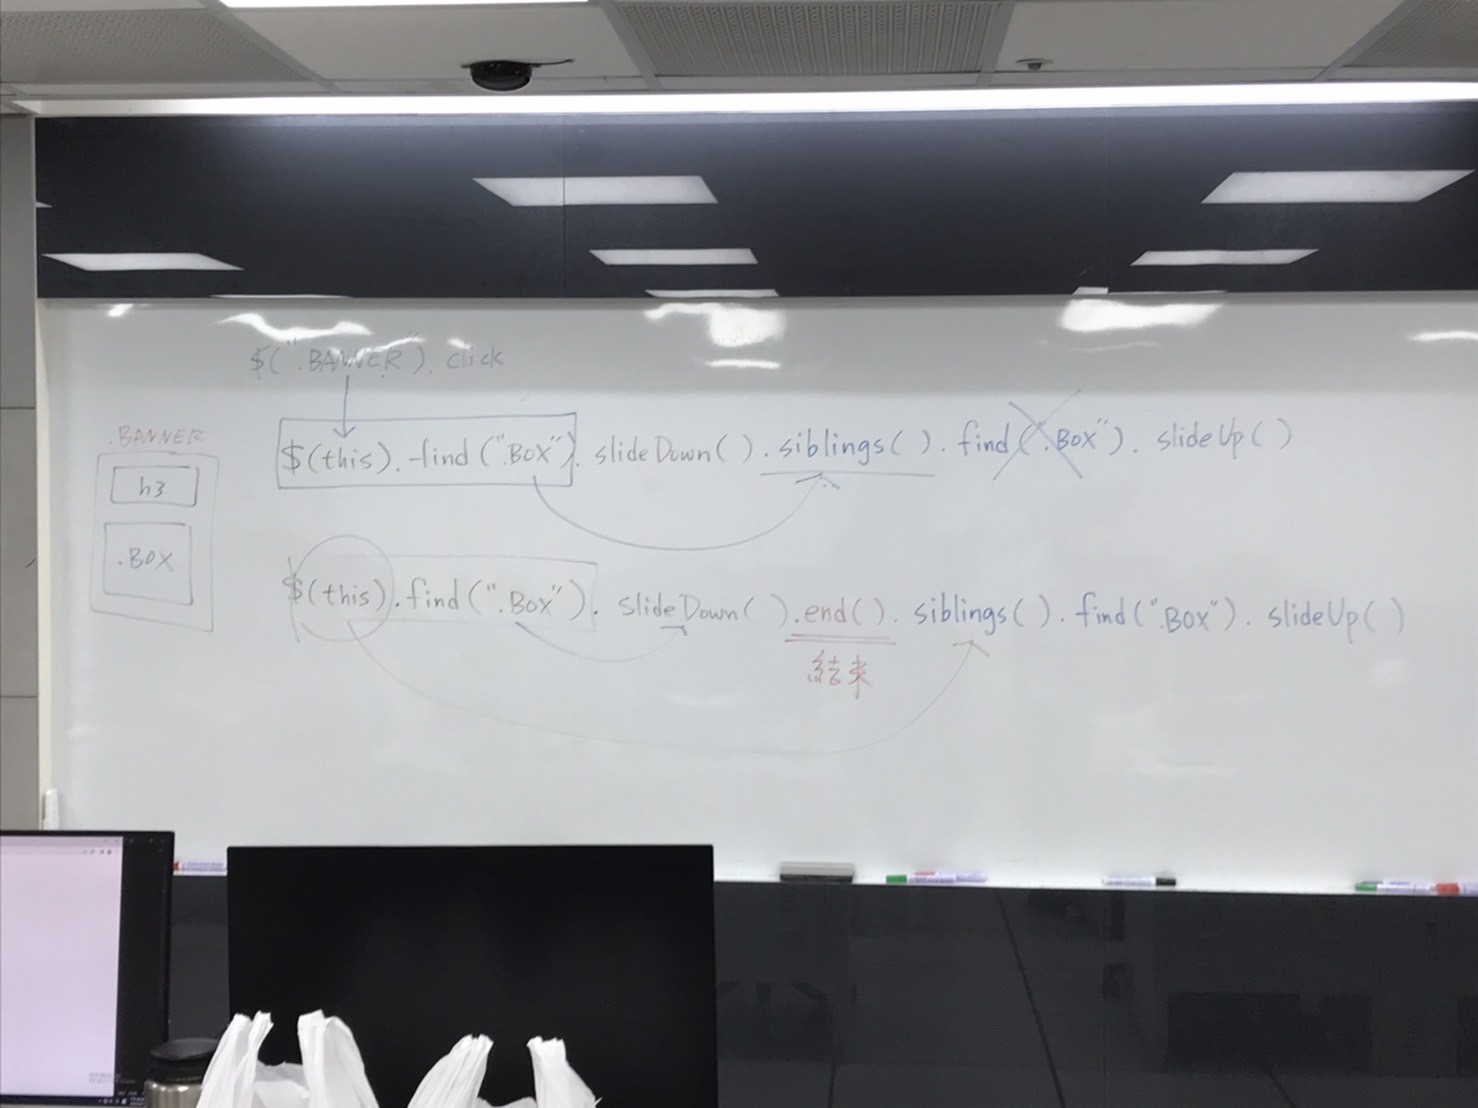 $(".BANNER").click
.BANNER
h3
.BOX
$(this).find(".BOX").slideDown().siblings().find(".BOX").slideUp()
$(this).find(".BOX").slideDown().end().siblings().find(".BOX").slideUp()
結束